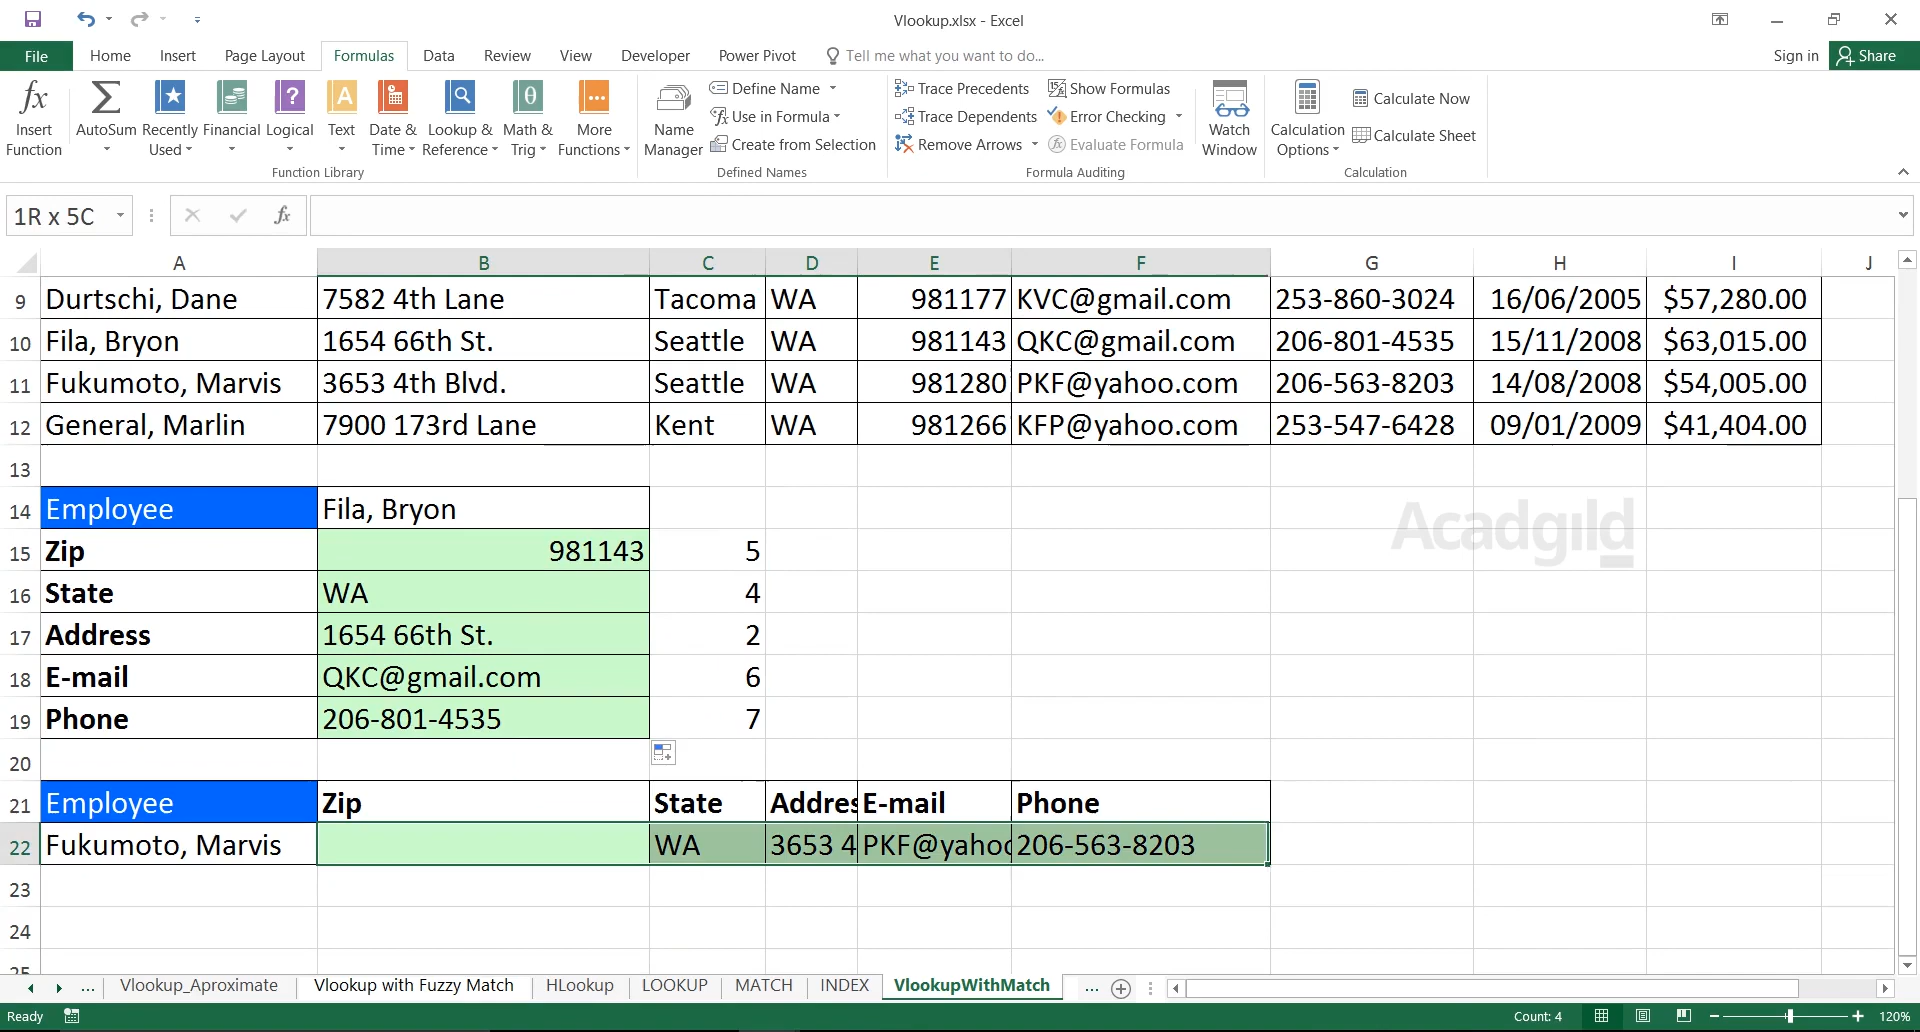 Vlookup.xlsx - Excel
File Home Insert Page Layout Formulas Data Review View Developer Power Pivot Tell me what you want to do... Sign in Share
fx Insert Function
AutoSum
Recently Used
Financial
Logical
Text
Date & Time
Lookup & Reference
Math & Trig
More Functions
Function Library
Name Manager
Define Name
Use in Formula
Create from Selection
Defined Names
Trace Precedents
Trace Dependents
Remove Arrows
Show Formulas
Error Checking
Evaluate Formula
Formula Auditing
Watch Window
Calculation Options
Calculate Now
Calculate Sheet
Calculation
1R x 5C fx
A B C D E F G H I J
9 Durtschi, Dane 7582 4th Lane Tacoma WA 981177 KVC@gmail.com 253-860-3024 16/06/2005 $57,280.00
10 Fila, Bryon 1654 66th St. Seattle WA 981143 QKC@gmail.com 206-801-4535 15/11/2008 $63,015.00
11 Fukumoto, Marvis 3653 4th Blvd. Seattle WA 981280 PKF@yahoo.com 206-563-8203 14/08/2008 $54,005.00
12 General, Marlin 7900 173rd Lane Kent WA 981266 KFP@yahoo.com 253-547-6428 09/01/2009 $41,404.00
13
14 Employee Fila, Bryon
Acadgild
15 Zip 981143 5
16 State WA 4
17 Address 1654 66th St. 2
18 E-mail QKC@gmail.com 6
19 Phone 206-801-4535 7
20
21 Employee Zip State Addres E-mail Phone
22 Fukumoto, Marvis WA 3653 4 PKF@yahoo 206-563-8203
23
24
25
... Vlookup_Aproximate Vlookup with Fuzzy Match HLookup LOOKUP MATCH INDEX VlookupWithMatch ...
Ready Count: 4 120%